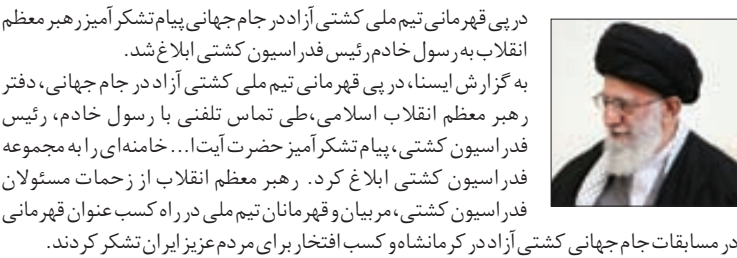 در پی قهرمانی تیم ملی کشتی آزاد در جام جهانی پیام تشکر آمیز رهبر معظم
انقلاب به رسول خادم رئیس فدراسیون کشتی ابلاغ شد.
به گزارش ایسنا، در پی قهرمانی تیم ملی کشتی آزاد در جام جهانی، دفتر
رهبر معظم انقلاب اسلامی،طی تماس تلفنی با رسول خادم، رئیس
فدراسیون کشتی، پیام تشکر آمیز حضرت آیت‌ا... خامنه‌ای را به مجموعه
فدراسیون کشتی ابلاغ کرد. رهبر معظم انقلاب از زحمات مسئولان
فدراسیون کشتی، مربیان و قهرمانان تیم ملی در راه کسب عنوان قهرمانی
در مسابقات جام جهانی کشتی آزاد در کرمانشاه و کسب افتخار برای مردم عزیز ایران تشکر کردند.